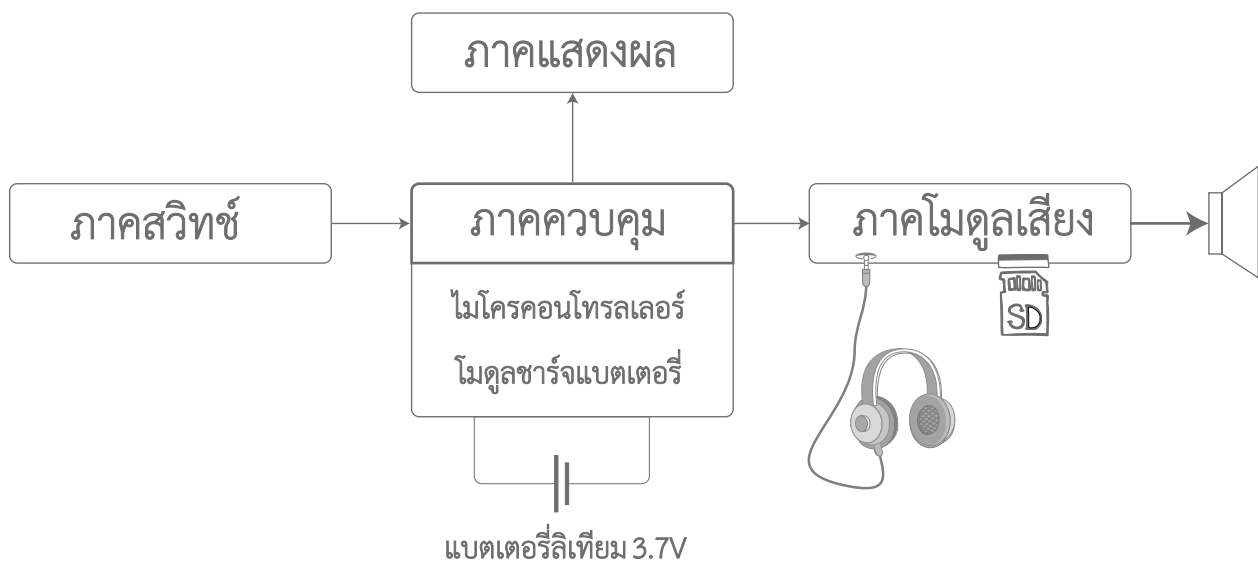 ภาคแสดงผล
ภาคสวิทช์
ภาคควบคุม
ภาคโมดูลเสียง
ไมโครคอนโทรลเลอร์
โมดูลชาร์จแบตเตอรี่
SD
แบตเตอรี่ลิเทียม 3.7V